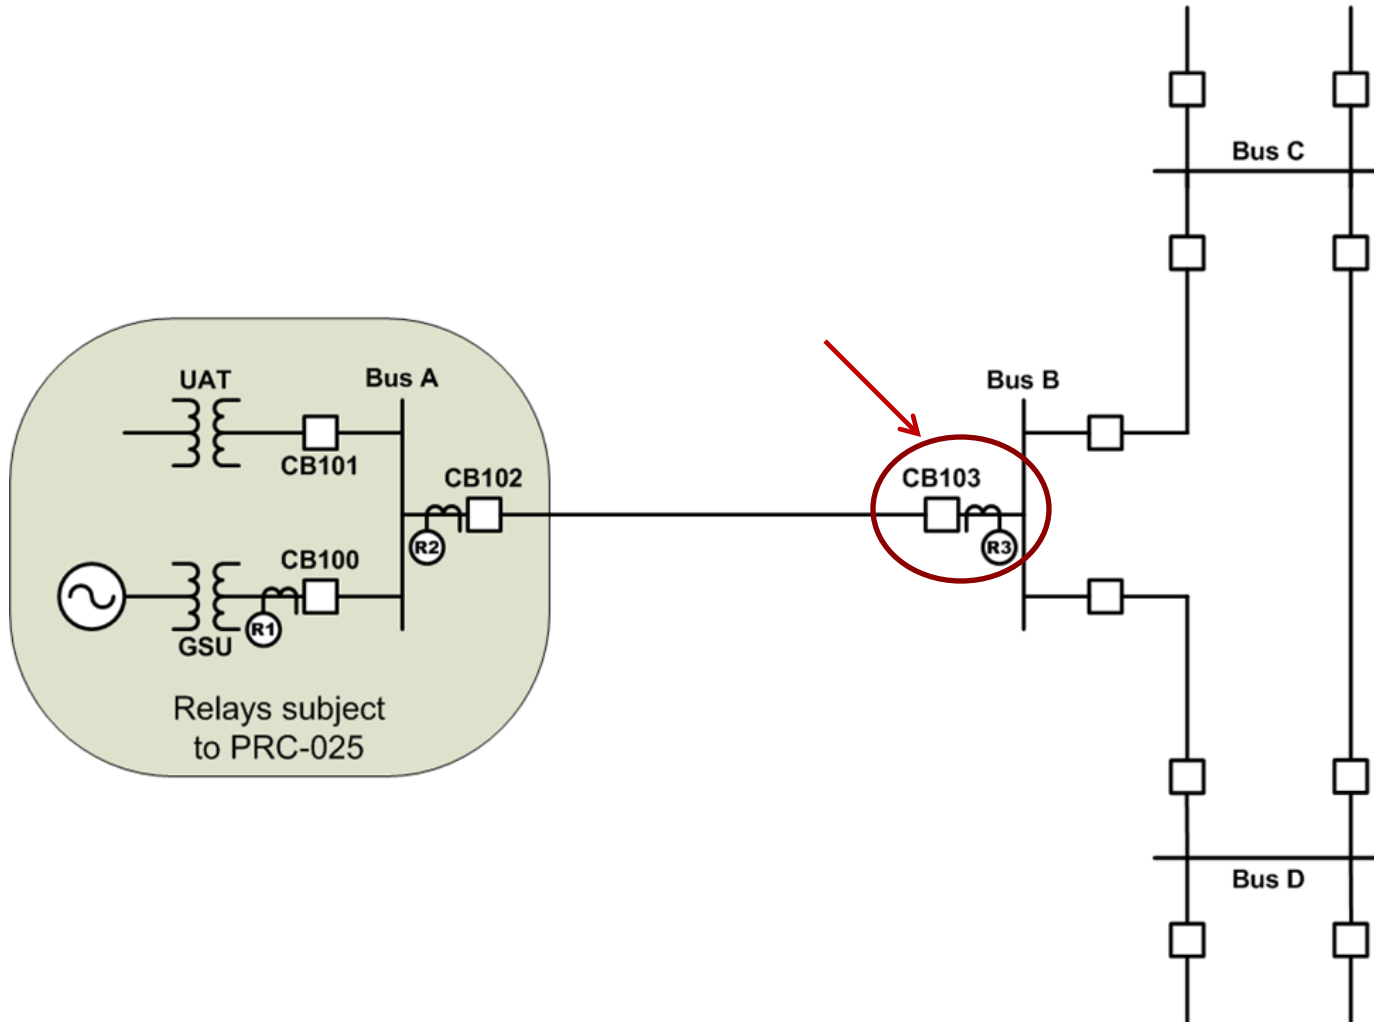 Bus C
UAT
Bus A
Bus B
CB101
CB102
CB103
R2
R3
CB100
R1
GSU
Relays subject
to PRC-025
Bus D